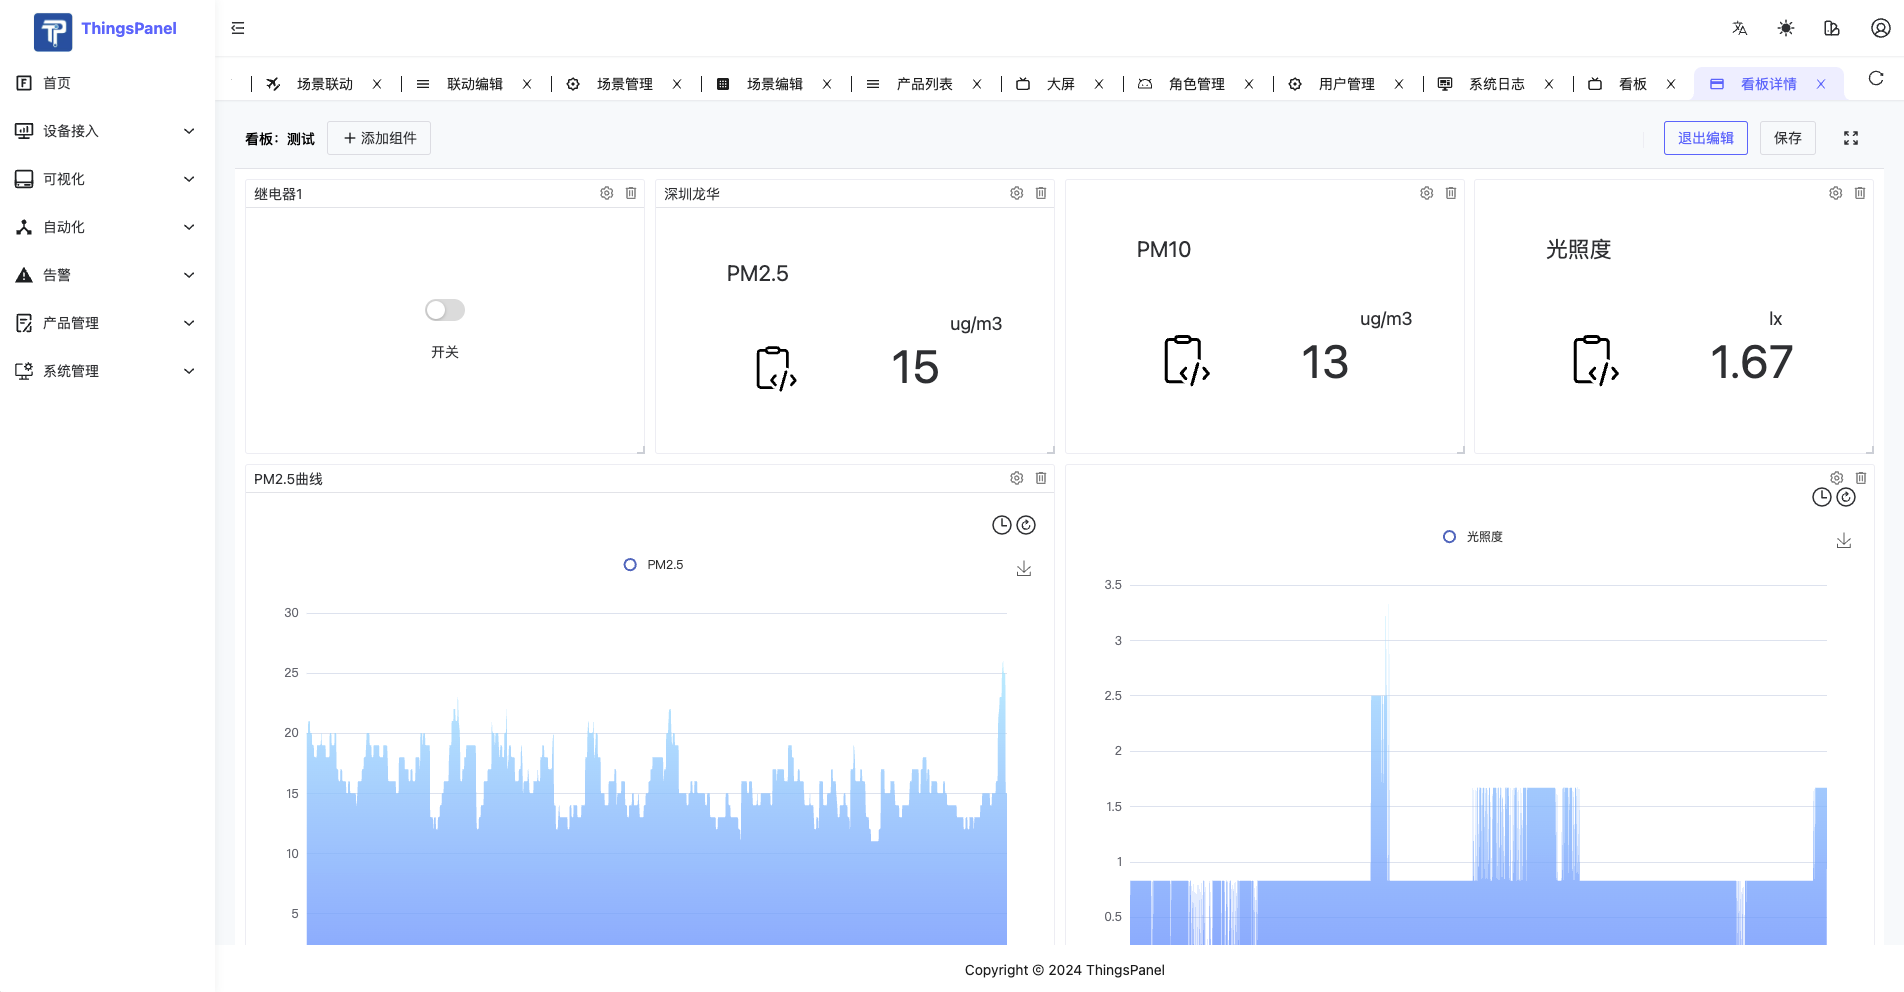 ThingsPanel
首页
设备接入
可视化
自动化
告警
产品管理
系统管理
场景联动
联动编辑
场景管理
场景编辑
产品列表
大屏
角色管理
用户管理
系统日志
看板
看板详情
看板：测试
添加组件
退出编辑
保存
继电器1
开关
深圳龙华
PM2.5
ug/m3
15
PM10
ug/m3
13
光照度
lx
1.67
PM2.5曲线
PM2.5
30
25
20
15
10
5
光照度
3.5
3
2.5
2
1.5
1
0.5
Copyright © 2024 ThingsPanel